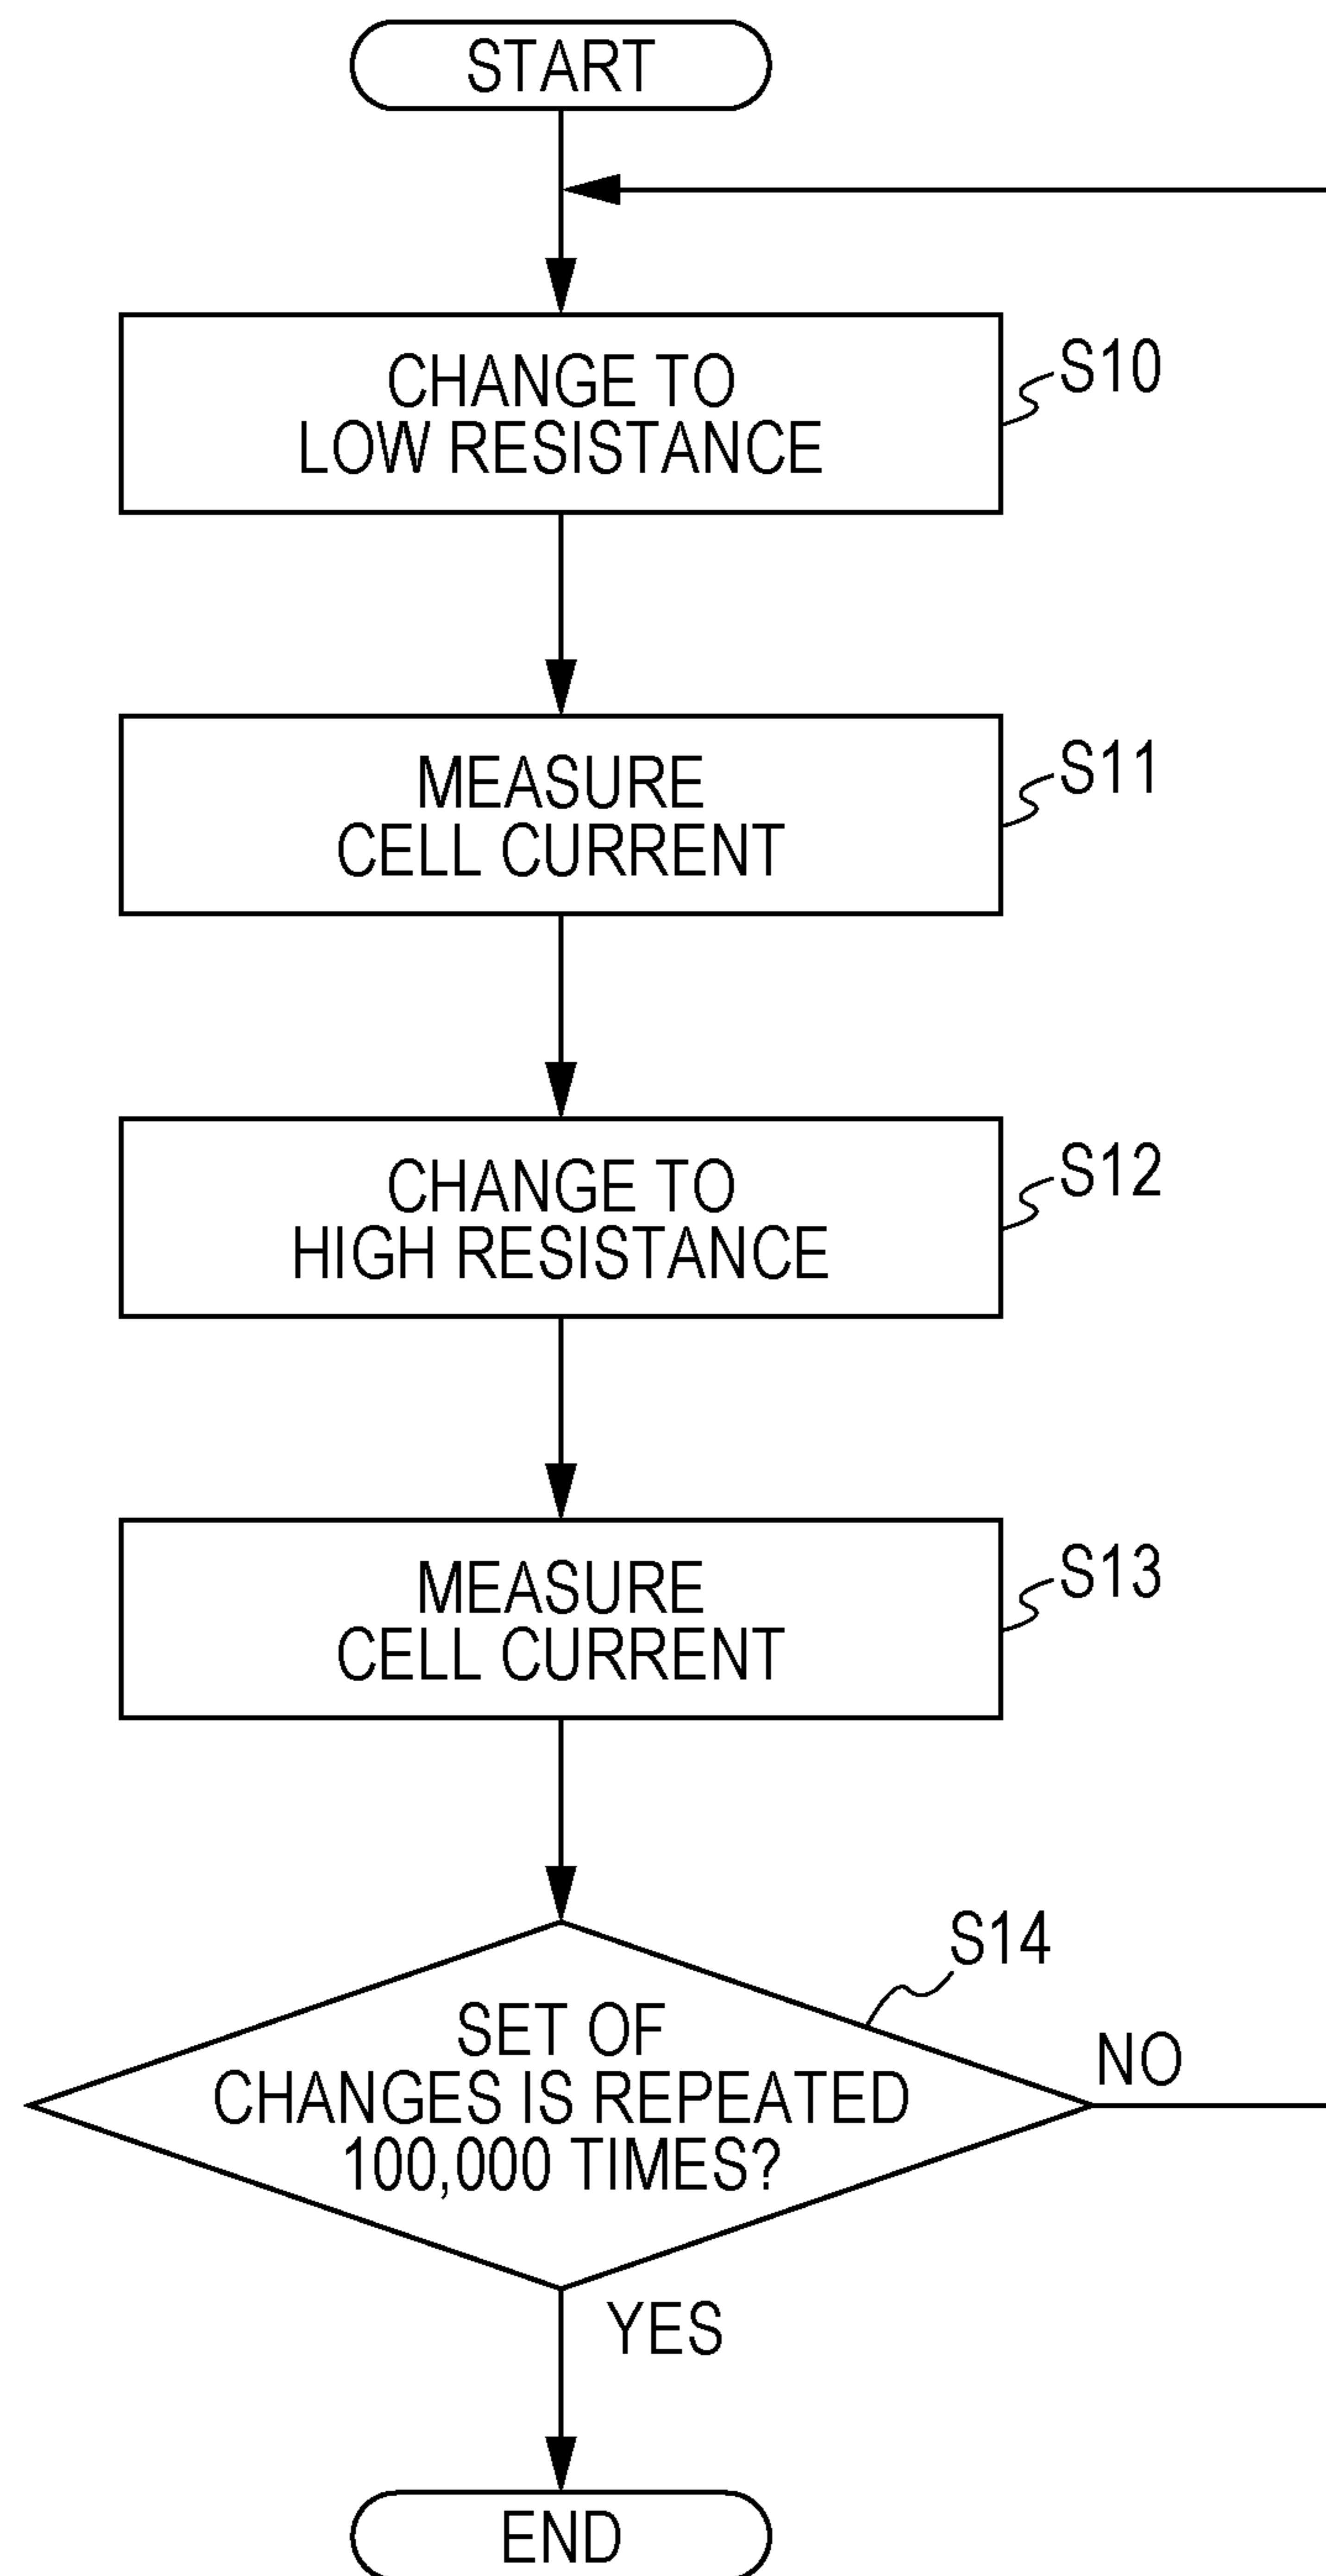 START
CHANGE TO
LOW RESISTANCE
S10
MEASURE
CELL CURRENT
S11
CHANGE TO
HIGH RESISTANCE
S12
MEASURE
CELL CURRENT
S13
S14
SET OF
CHANGES IS REPEATED
100,000 TIMES?
NO
YES
END